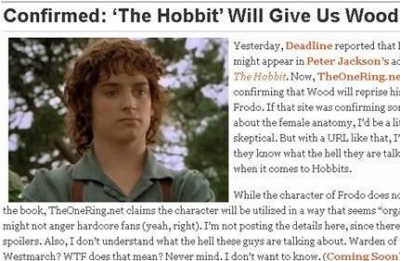 Confirmed: ‘The Hobbit’ Will Give Us Wood
Yesterday, Deadline reported that
might appear in Peter Jackson's
The Hobbit. Now, TheOneRing.ne
confirming that Wood will reprise his
Frodo. If that site was confirming
about the female anatomy, I'd be a
skeptical. But with a URL like that,
they know what the hell they are talk
when it comes to Hobbits.
While the character of Frodo does
the book, TheOneRing.net claims the character will be utilized in a way that seems "orga
might not anger hardcore fans (yeah, right). I'm not posting the details here, since there
spoilers. Also, I don't understand what the hell these guys are talking about. Warden of
Westmarch? WTF does that mean? Never mind. I don't want to know. (Coming Soon)